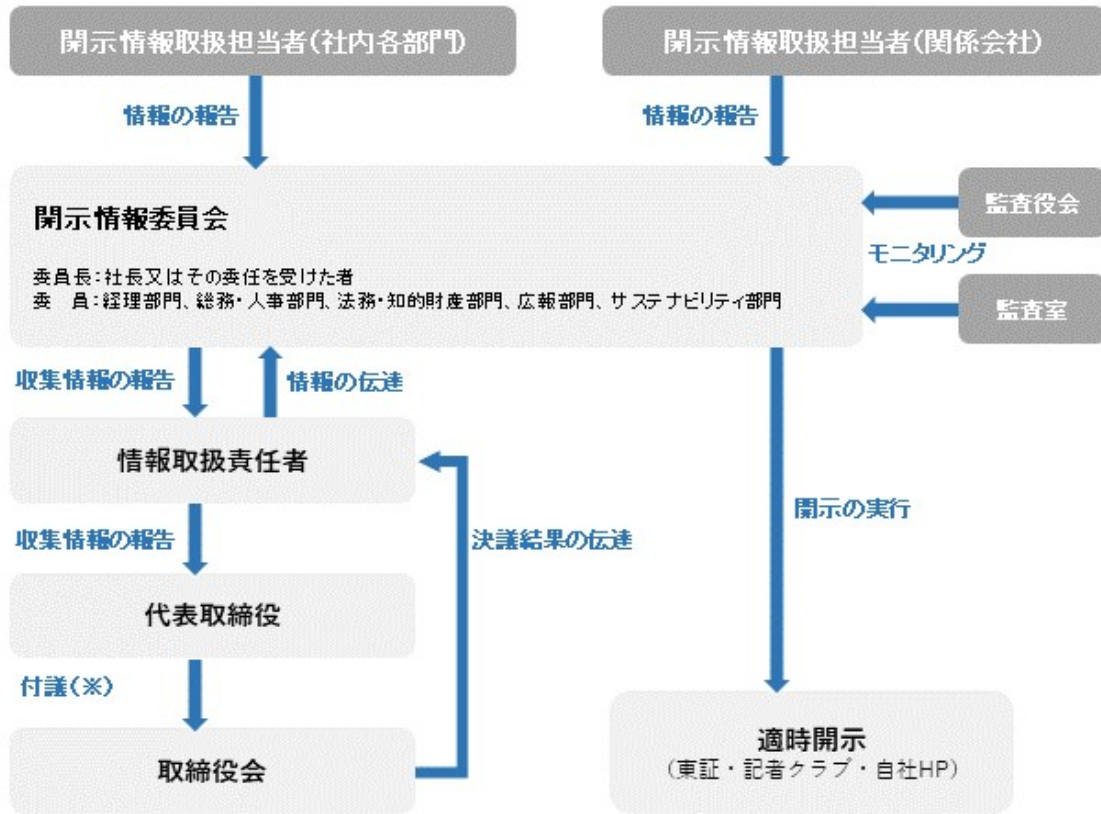 開示情報取扱担当者(社内各部門)
開示情報取扱担当者(関係会社)
情報の報告
情報の報告
開示情報委員会
委員長:社長又はその委任を受けた者
委　員:経理部門、総務・人事部門、法務・知的財産部門、広報部門、サステナビリティ部門
監査役会
モニタリング
監査室
収集情報の報告
情報の伝達
情報取扱責任者
収集情報の報告
決議結果の伝達
開示の実行
代表取締役
付議(※)
取締役会
適時開示
(東証・記者クラブ・自社HP)